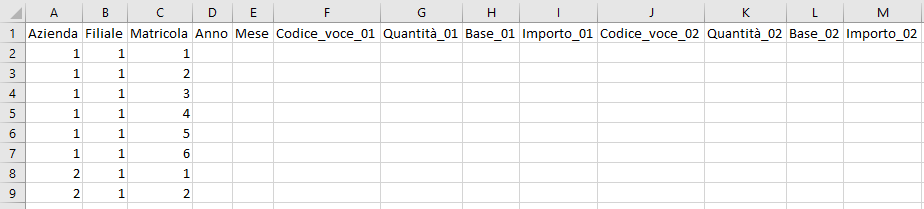 A B C D E F G H I J K L M
1 Azienda Filiale Matricola Anno Mese Codice_voce_01 Quantità_01 Base_01 Importo_01 Codice_voce_02 Quantità_02 Base_02 Importo_02
2 1 1 1
3 1 1 2
4 1 1 3
5 1 1 4
6 1 1 5
7 1 1 6
8 2 1 1
9 2 1 2